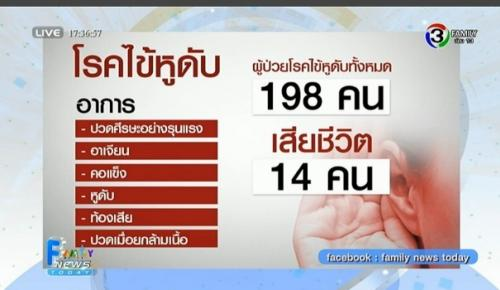 LIVE 17:36:57
3 FAMILY
ช่อง 13
โรคไข้หูดับ
อาการ
- ปวดศีรษะอย่างรุนแรง
- อาเจียน
- คอแข็ง
- หูดับ
- ท้องเสีย
- ปวดเมื่อยกล้ามเนื้อ
ผู้ป่วยโรคไข้หูดับทั้งหมด
198 คน
เสียชีวิต
14 คน
FAMILY
NEWS
TODAY
facebook : family news today